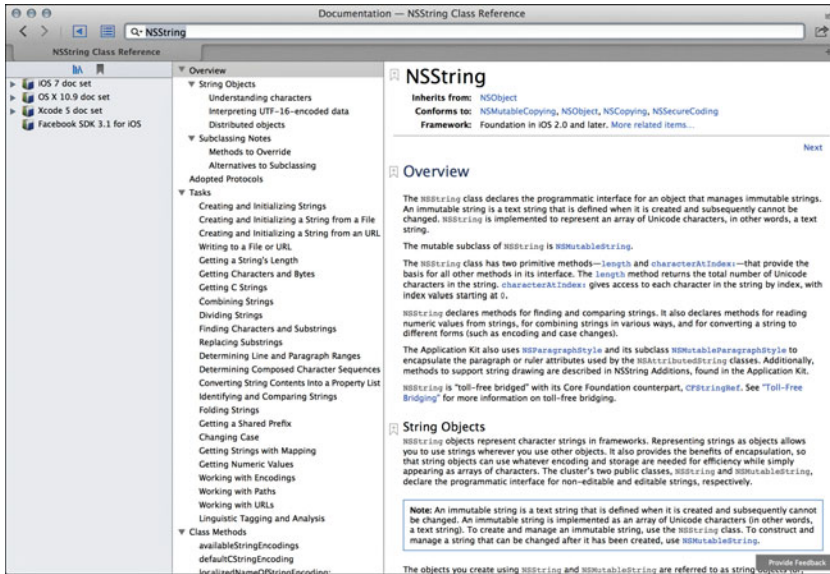 Documentation — NSString Class Reference
NSString
NSString Class Reference
iOS 7 doc set
OS X 10.9 doc set
Xcode 5 doc set
Facebook SDK 3.1 for iOS
Overview
String Objects
Understanding characters
Interpreting UTF-16-encoded data
Distributed objects
Subclassing Notes
Methods to Override
Alternatives to Subclassing
Adopted Protocols
Tasks
Creating and Initializing Strings
Creating and Initializing a String from a File
Creating and Initializing a String from an URL
Writing to a File or URL
Getting a String's Length
Getting Characters and Bytes
Getting C Strings
Combining Strings
Dividing Strings
Finding Characters and Substrings
Replacing Substrings
Determining Line and Paragraph Ranges
Determining Composed Character Sequences
Converting String Contents Into a Property List
Identifying and Comparing Strings
Folding Strings
Getting a Shared Prefix
Changing Case
Getting Strings with Mapping
Getting Numeric Values
Working with Encodings
Working with Paths
Working with URLs
Linguistic Tagging and Analysis
Class Methods
availableStringEncodings
defaultCStringEncoding
localizedNameOfStringEncoding:
NSString
Inherits from: NSObject
Conforms to: NSMutableCopying, NSObject, NSCopying, NSSecureCoding
Framework: Foundation in iOS 2.0 and later. More related items...
Next
Overview
The NSString class declares the programmatic interface for an object that manages immutable strings.
An immutable string is a text string that is defined when it is created and subsequently cannot be
changed. NSString is implemented to represent an array of Unicode characters, in other words, a text
string.
The mutable subclass of NSString is NSMutableString.
The NSString class has two primitive methods—length and characterAtIndex:—that provide the
basis for all other methods in its interface. The length method returns the total number of Unicode
characters in the string. characterAtIndex: gives access to each character in the string by index, with
index values starting at 0.
NSString declares methods for finding and comparing strings. It also declares methods for reading
numeric values from strings, for combining strings in various ways, and for converting a string to
different forms (such as encoding and case changes).
The Application Kit also uses NSParagraphStyle and its subclass NSMutableParagraphStyle to
encapsulate the paragraph or ruler attributes used by the NSAttributedString classes. Additionally,
methods to support string drawing are described in NSString Additions, found in the Application Kit.
NSString is "toll-free bridged" with its Core Foundation counterpart, CFStringRef. See "Toll-Free
Bridging" for more information on toll-free bridging.
String Objects
NSString objects represent character strings in frameworks. Representing strings as objects allows
you to use strings wherever you use other objects. It also provides the benefits of encapsulation, so
that string objects can use whatever encoding and storage are needed for efficiency while simply
appearing as arrays of characters. The cluster's two public classes, NSString and NSMutableString,
declare the programmatic interface for non-editable and editable strings, respectively.
Note: An immutable string is a text string that is defined when it is created and subsequently cannot
be changed. An immutable string is implemented as an array of Unicode characters (in other words,
a text string). To create and manage an immutable string, use the NSString class. To construct and
manage a string that can be changed after it has been created, use NSMutableString.
Provide Feedback
The objects you create using NSString and NSMutableString are referred to as string objects (or,